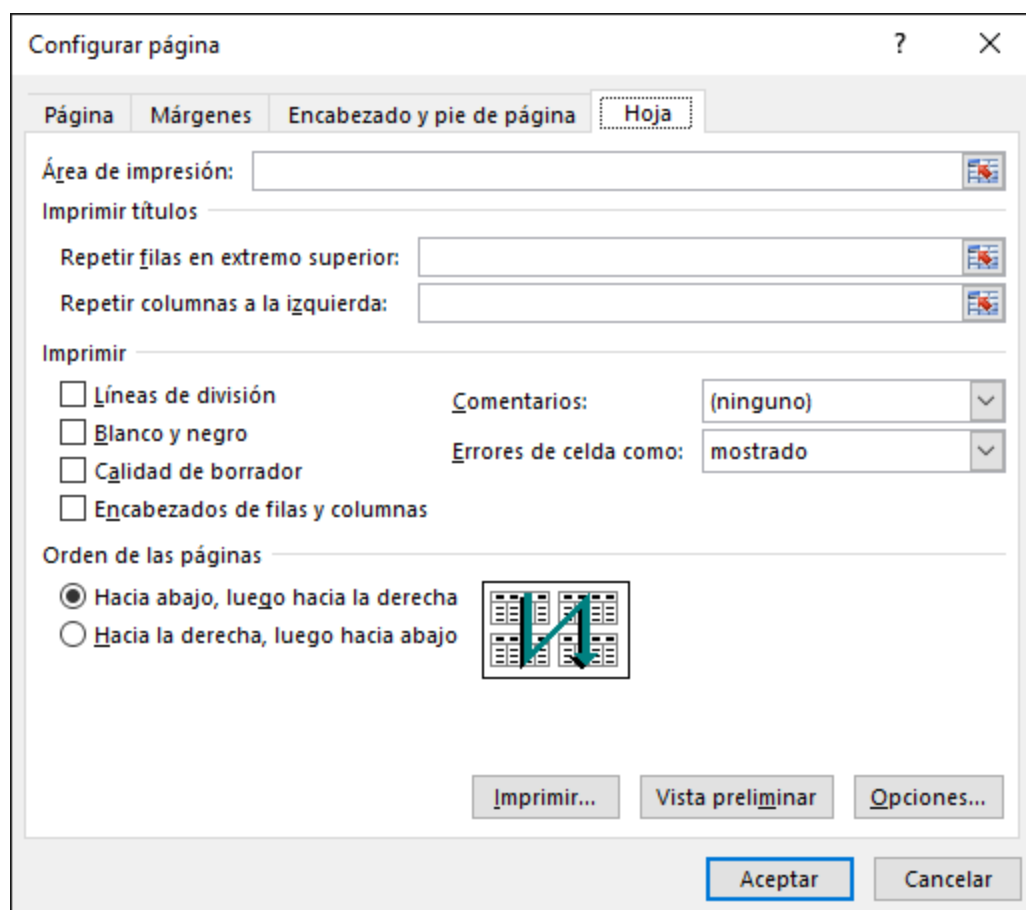 Configurar página
?
Página Márgenes Encabezado y pie de página Hoja
Área de impresión:
Imprimir títulos
Repetir filas en extremo superior:
Repetir columnas a la izquierda:
Imprimir
Líneas de división
Blanco y negro
Calidad de borrador
Encabezados de filas y columnas
Comentarios: (ninguno)
Errores de celda como: mostrado
Orden de las páginas
Hacia abajo, luego hacia la derecha
Hacia la derecha, luego hacia abajo
Imprimir... Vista preliminar Opciones...
Aceptar Cancelar